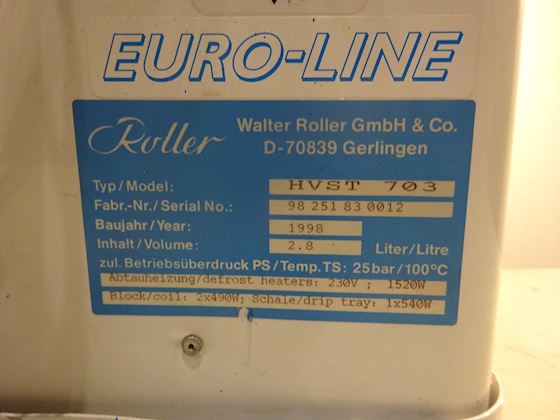 EURO-LINE
Roller
Walter Roller GmbH & Co.
D-70839 Gerlingen
Typ/Model: HVST 703
Fabr.-Nr./Serial No.: 98 251 83 0012
Baujahr/Year: 1998
Inhalt/Volume: 2.8 Liter/Litre
zul. Betriebsüberdruck PS/Temp.TS: 25bar/100°C
Abtauheizung/defrost heaters: 230V ; 1520W
Block/coil: 2x490W; Schale/drip tray: 1x540W